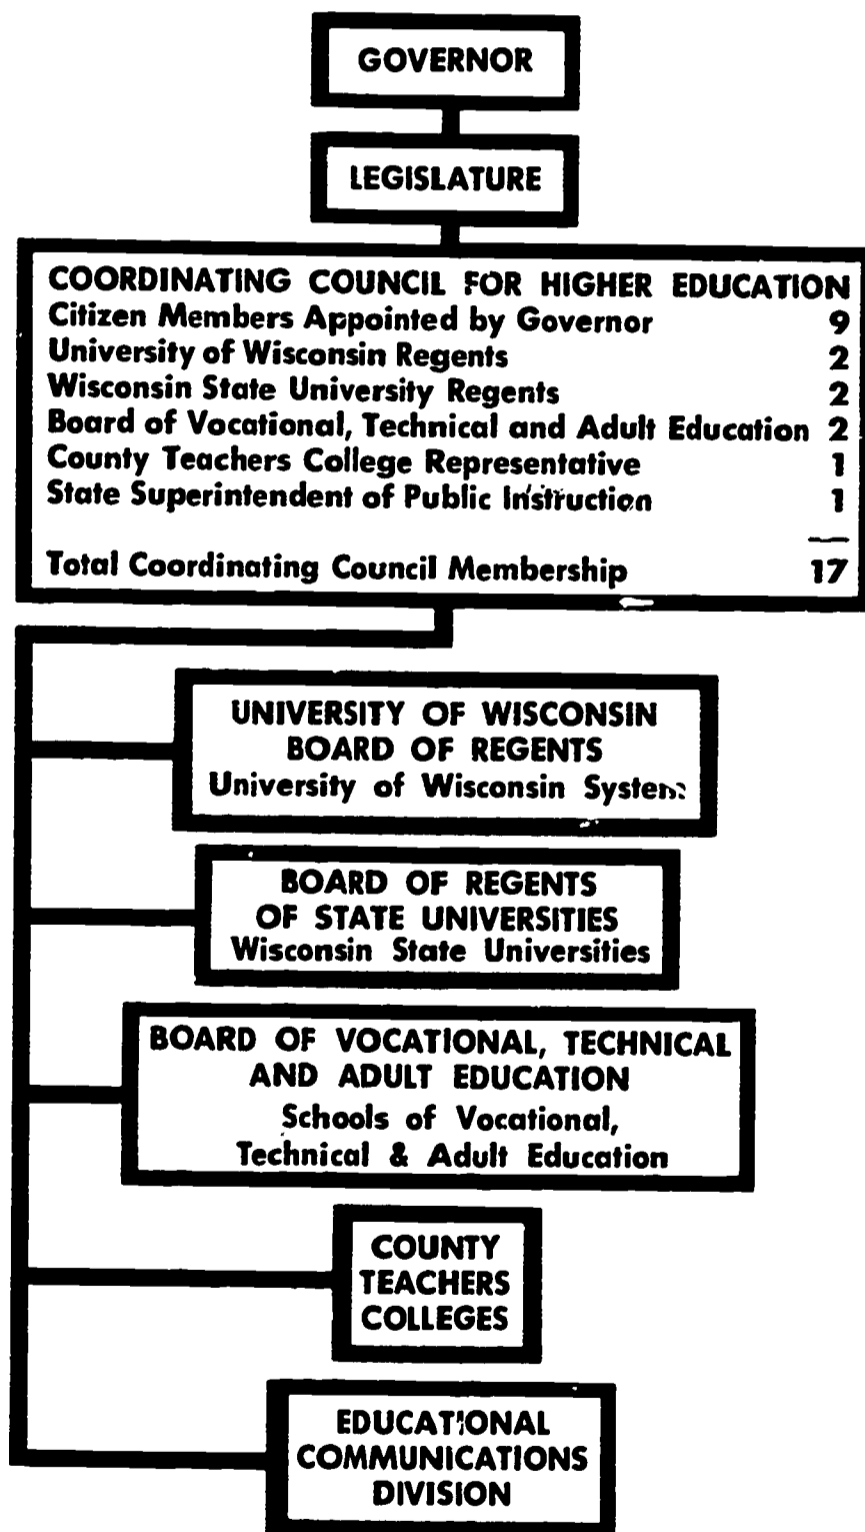 GOVERNOR
LEGISLATURE
COORDINATING COUNCIL FOR HIGHER EDUCATION
Citizen Members Appointed by Governor 9
University of Wisconsin Regents 2
Wisconsin State University Regents 2
Board of Vocational, Technical and Adult Education 2
County Teachers College Representative 1
State Superintendent of Public Instruction 1
Total Coordinating Council Membership 17
UNIVERSITY OF WISCONSIN
BOARD OF REGENTS
University of Wisconsin System
BOARD OF REGENTS
OF STATE UNIVERSITIES
Wisconsin State Universities
BOARD OF VOCATIONAL, TECHNICAL
AND ADULT EDUCATION
Schools of Vocational,
Technical & Adult Education
COUNTY
TEACHERS
COLLEGES
EDUCATIONAL
COMMUNICATIONS
DIVISION